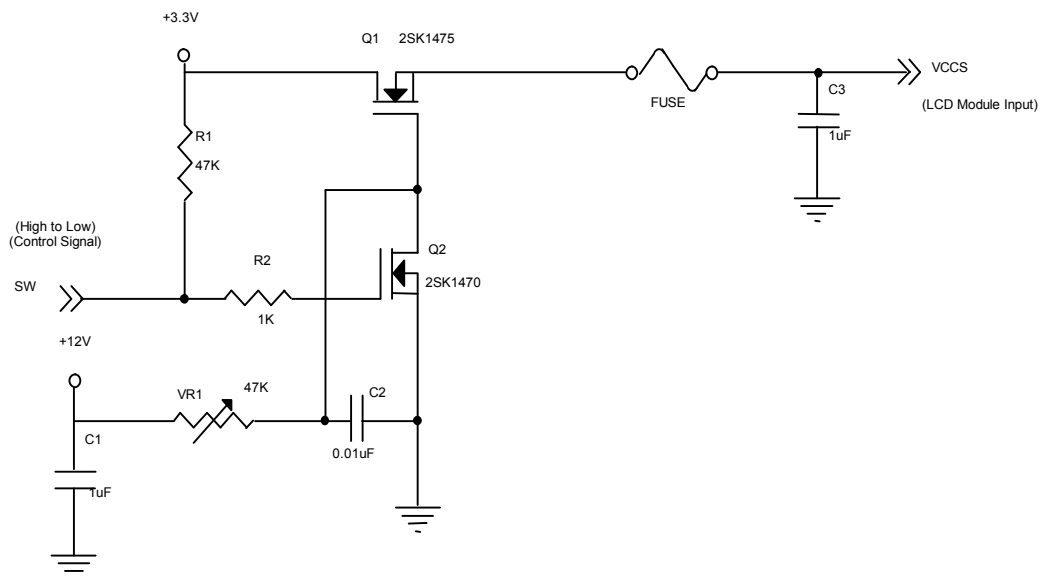 +3.3V
Q1 2SK1475
FUSE
VCCS
(LCD Module Input)
C3
1uF
R1
47K
(High to Low)
(Control Signal)
SW
R2
1K
Q2
2SK1470
+12V
VR1
47K
C2
0.01uF
C1
1uF